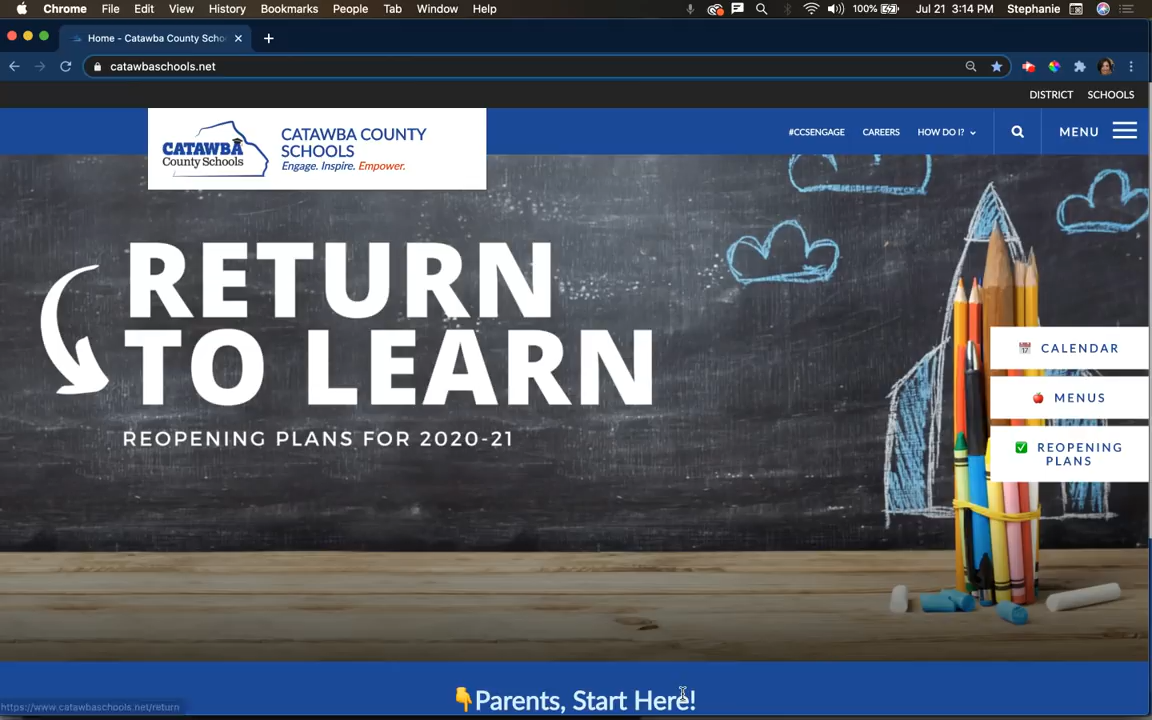 Chrome File Edit View History Bookmarks People Tab Window Help 100% Jul 21 3:14 PM Stephanie
Home - Catawba County Scho
catawbaschools.net
DISTRICT SCHOOLS
CATAWBA
County Schools
CATAWBA COUNTY
SCHOOLS
Engage. Inspire. Empower.
#CCSENGAGE CAREERS HOW DO I? MENU
RETURN
TO LEARN
REOPENING PLANS FOR 2020-21
CALENDAR
MENUS
REOPENING
PLANS
👇Parents, Start Here!
https://www.catawbaschools.net/return